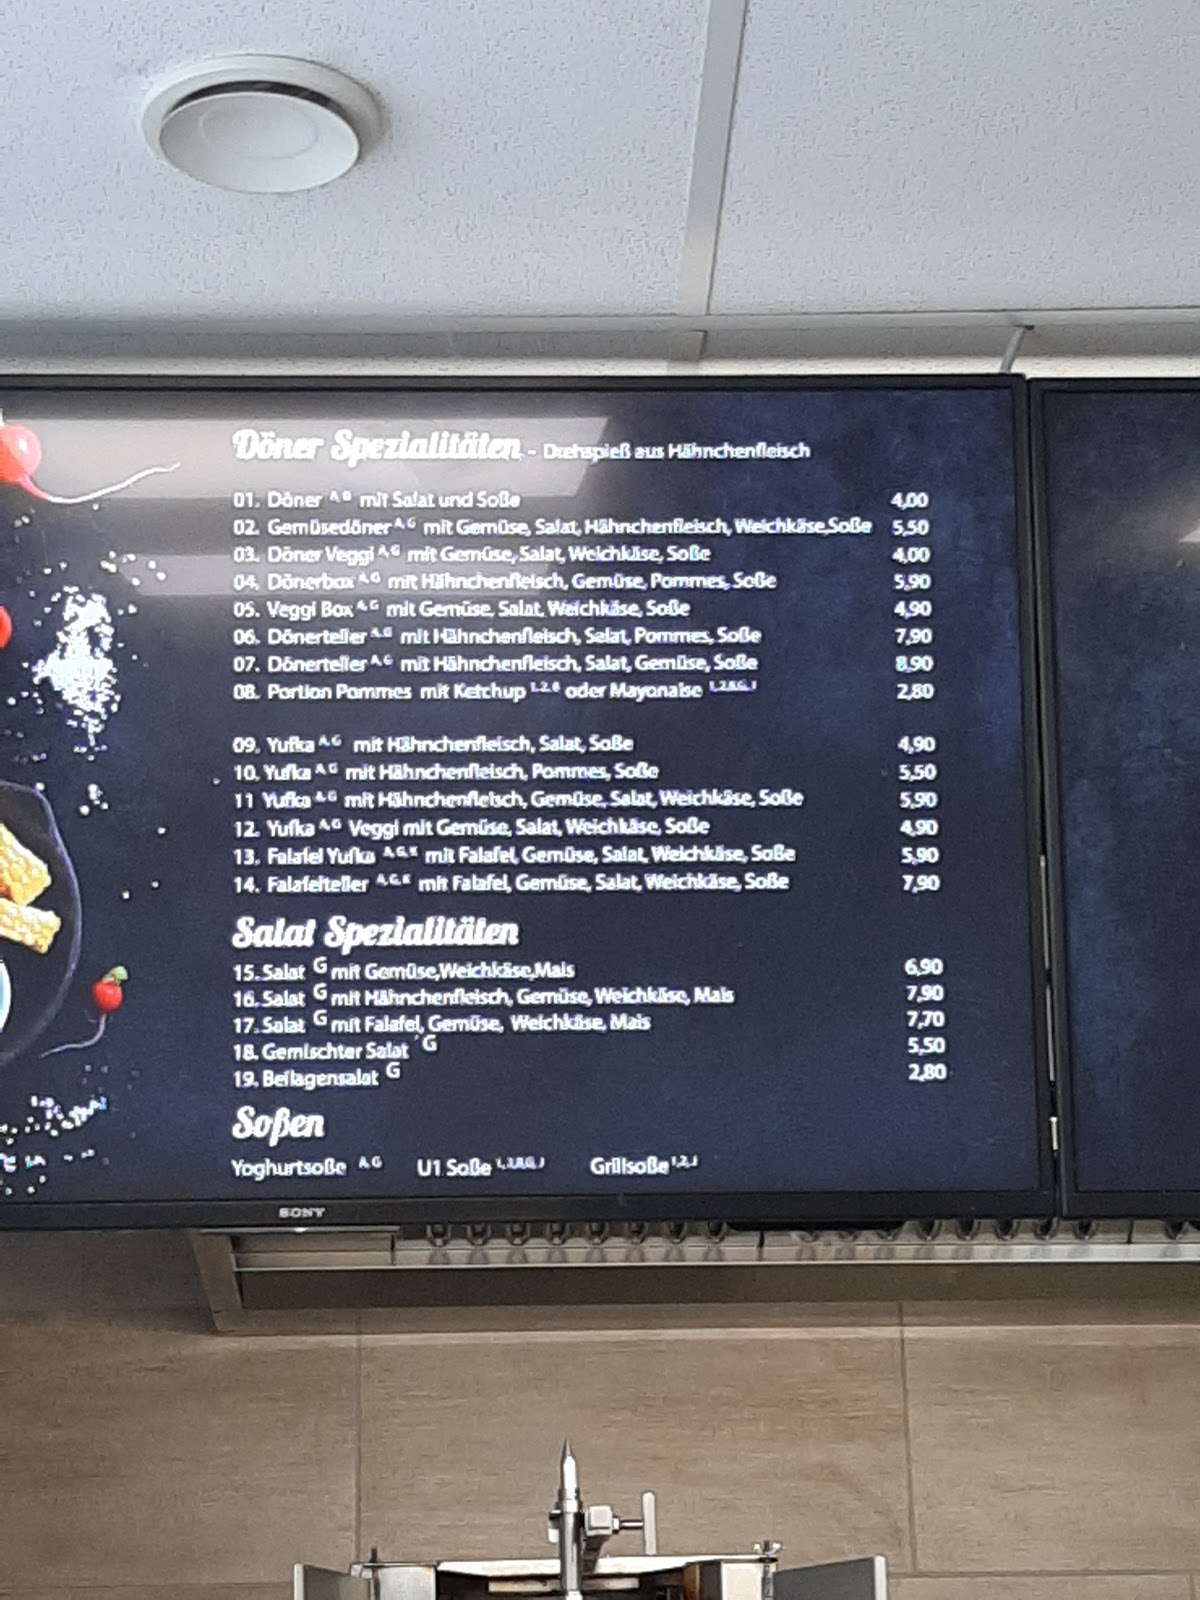 Döner Spezialitäten - Drehspieß aus Hähnchenfleisch
01. Döner A, G mit Salat und Soße 4,00
02. Gemüsedöner A, G mit Gemüse, Salat, Hähnchenfleisch, Weichkäse,Soße 5,50
03. Döner Veggi A, G mit Gemüse, Salat, Weichkäse, Soße 4,00
04. Dönerbox A, G mit Hähnchenfleisch, Gemüse, Pommes, Soße 5,90
05. Veggi Box A, G mit Gemüse, Salat, Weichkäse, Soße 4,90
06. Dönerteller A, G mit Hähnchenfleisch, Salat, Pommes, Soße 7,90
07. Dönerteller A, G mit Hähnchenfleisch, Salat, Gemüse, Soße 8,90
08. Portion Pommes mit Ketchup oder Mayonaise 2,80
09. Yufka A, G mit Hähnchenfleisch, Salat, Soße 4,90
10. Yufka A, G mit Hähnchenfleisch, Pommes, Soße 5,50
11 Yufka A, G mit Hähnchenfleisch, Gemüse, Salat, Weichkäse, Soße 5,90
12. Yufka A, G Veggi mit Gemüse, Salat, Weichkäse, Soße 4,90
13. Falafel Yufka A, G, K mit Falafel, Gemüse, Salat, Weichkäse, Soße 5,90
14. Falafelteller A, G, K mit Falafel, Gemüse, Salat, Weichkäse, Soße 7,90
Salat Spezialitäten
15. Salat G mit Gemüse,Weichkäse,Mais 6,90
16. Salat G mit Hähnchenfleisch, Gemüse, Weichkäse, Mais 7,90
17. Salat G mit Falafel, Gemüse, Weichkäse, Mais 7,70
18. Gemischter Salat G 5,50
19. Beilagensalat G 2,80
Soßen
Yoghurtsoße A, G U1 Soße Grillsoße 1, 2, J
SONY